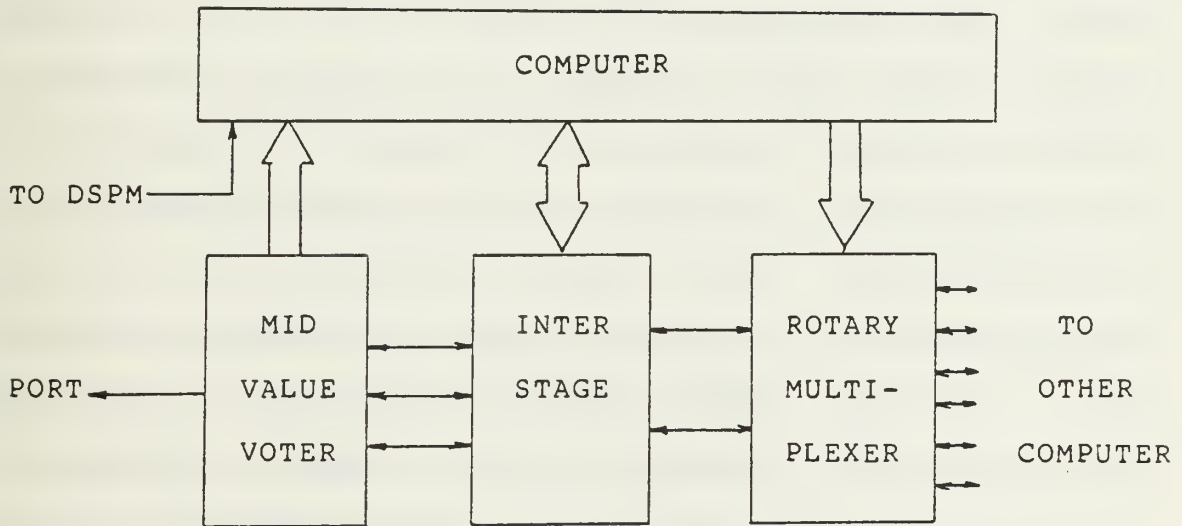 COMPUTER
TO DSPM
MID
VALUE
VOTER
INTER
STAGE
ROTARY
MULTI-
PLEXER
PORT
TO
OTHER
COMPUTER